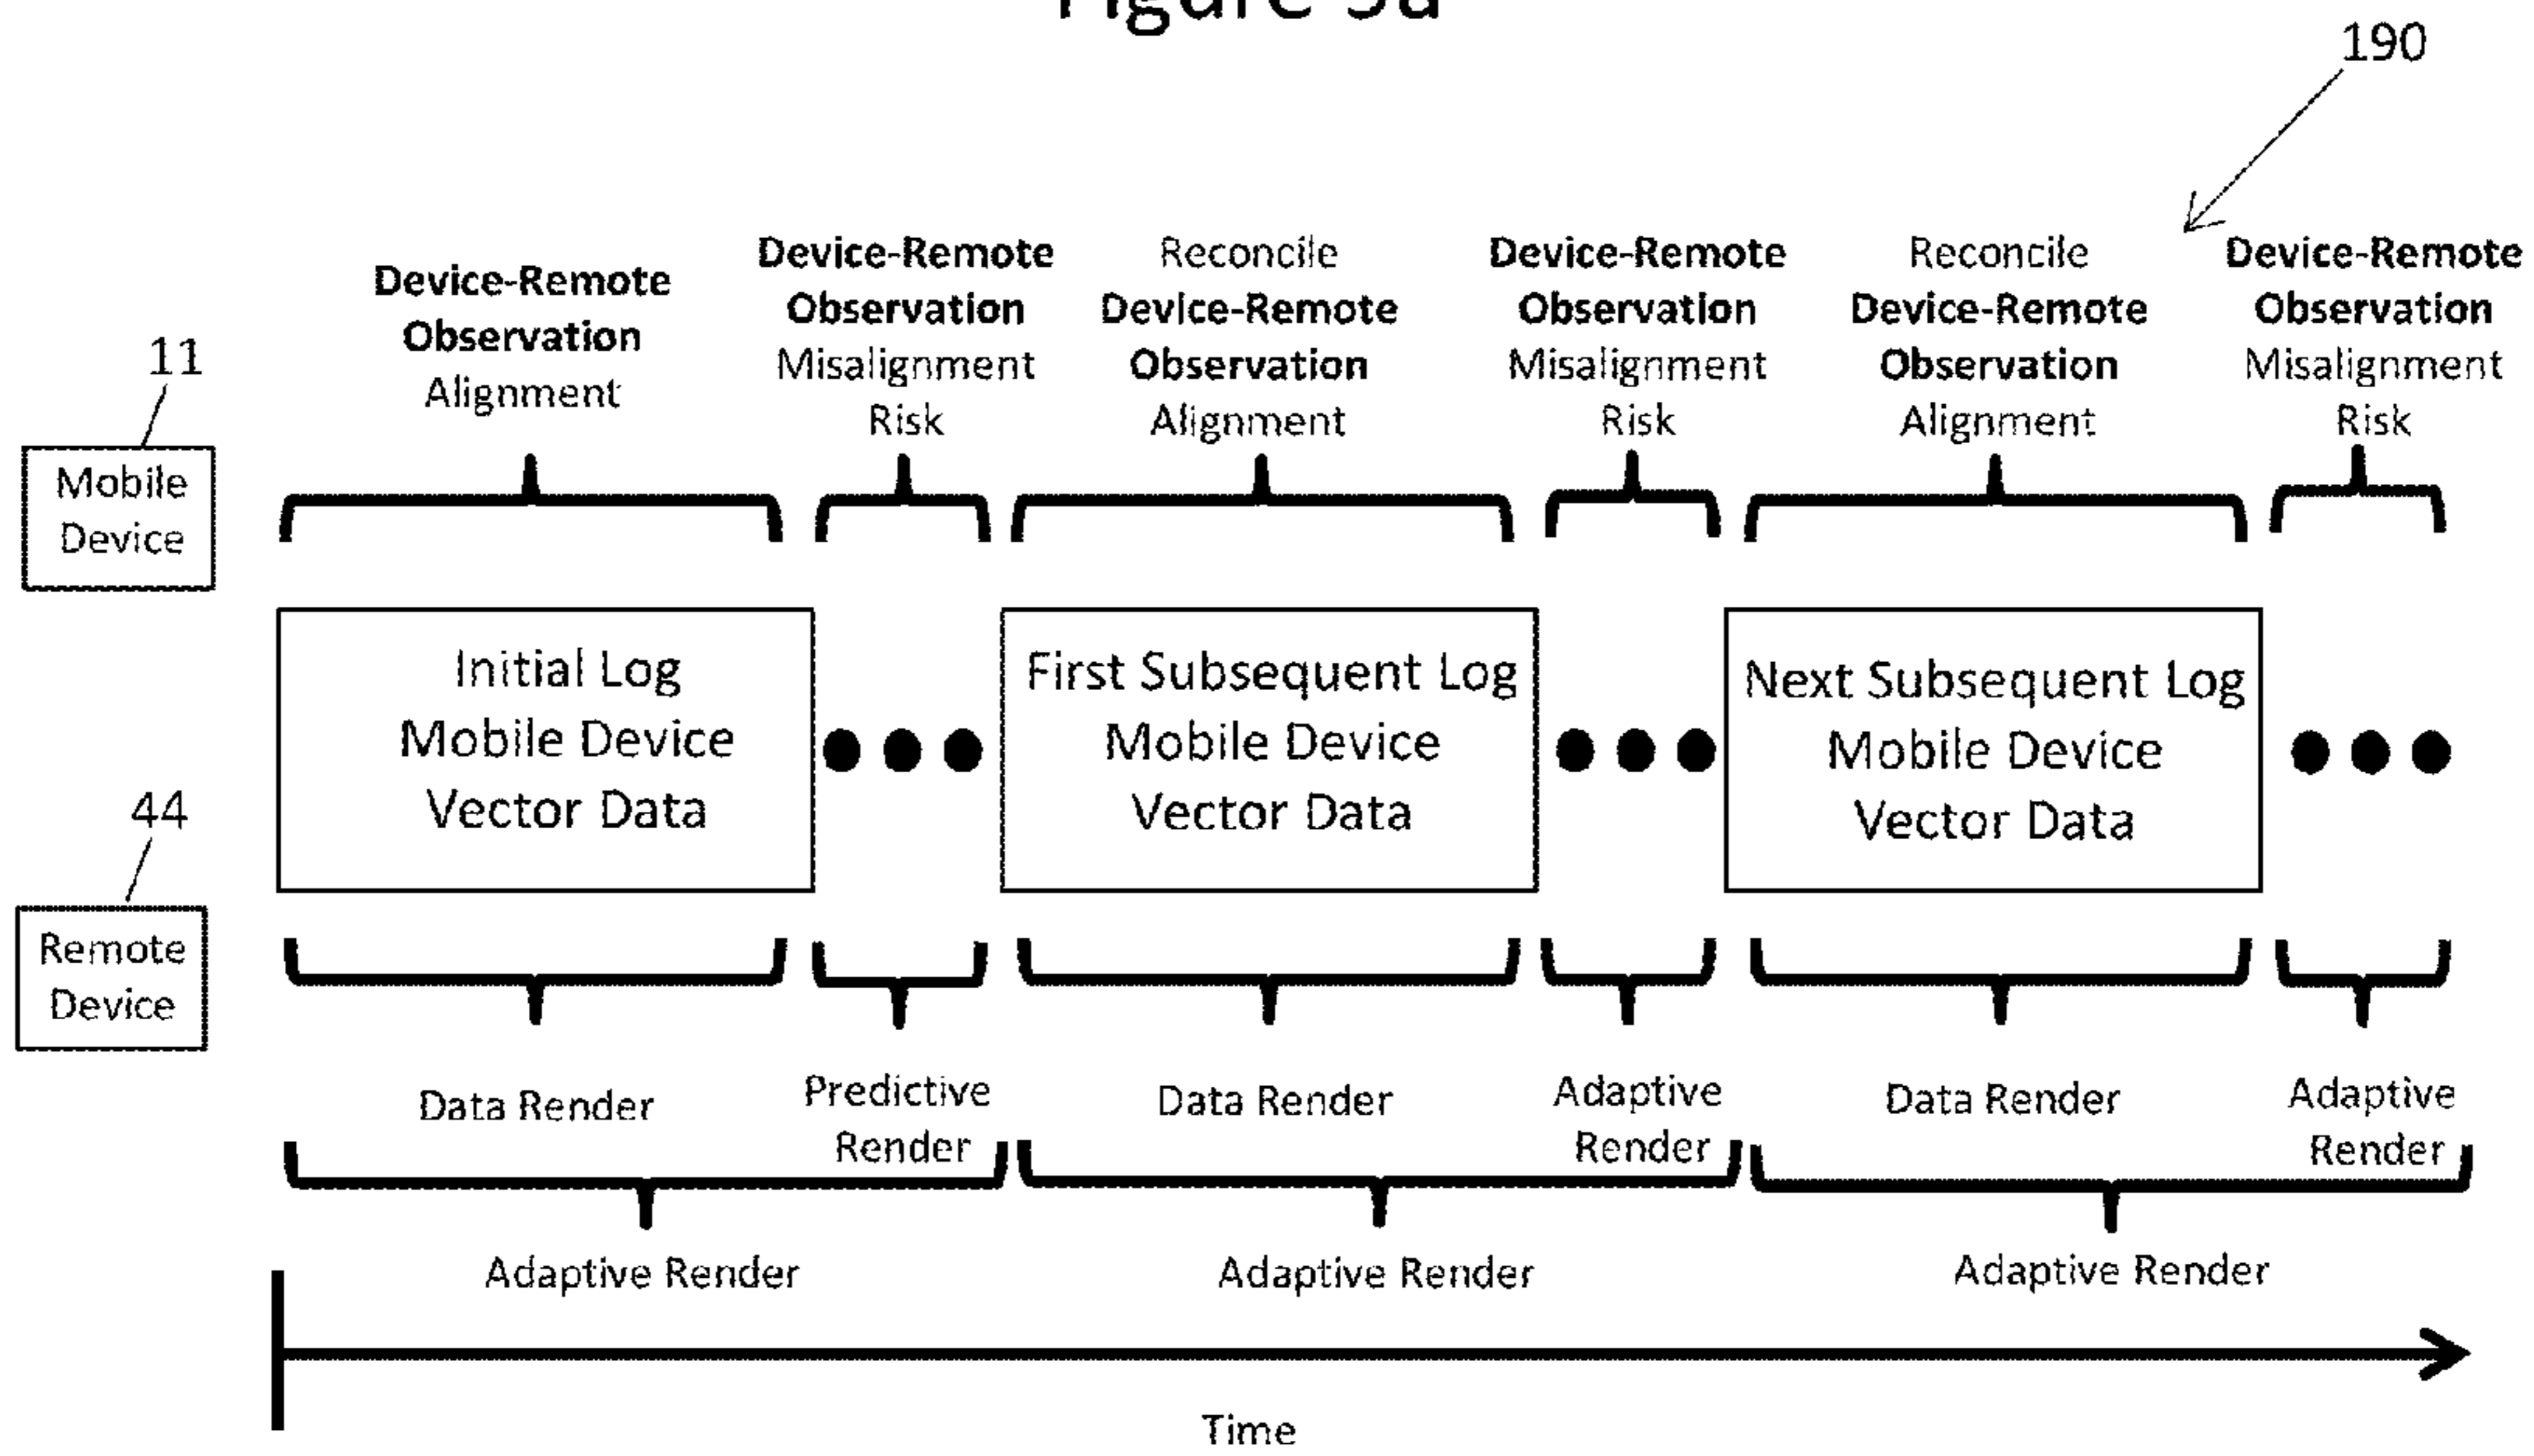 190
Device-Remote
Observation
Alignment
Device-Remote
Observation
Misalignment
Risk
Reconcile
Device-Remote
Observation
Alignment
Device-Remote
Observation
Misalignment
Risk
Reconcile
Device-Remote
Observation
Alignment
Device-Remote
Observation
Misalignment
Risk
11
Mobile
Device
Initial Log
Mobile Device
Vector Data
First Subsequent Log
Mobile Device
Vector Data
Next Subsequent Log
Mobile Device
Vector Data
44
Remote
Device
Data Render
Predictive
Render
Data Render
Adaptive
Render
Data Render
Adaptive
Render
Adaptive Render
Adaptive Render
Adaptive Render
Time